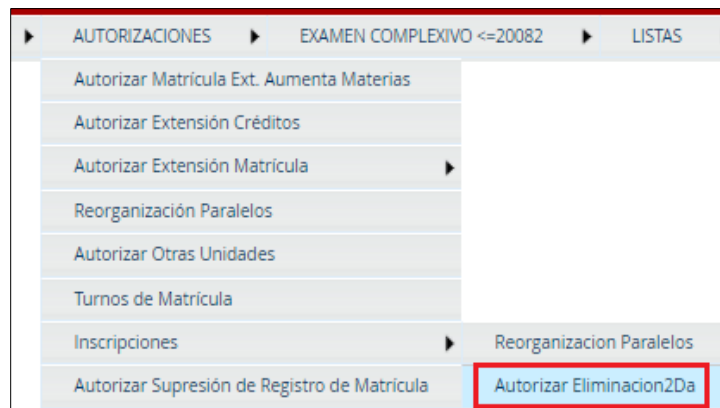 AUTORIZACIONES EXAMEN COMPLEXIVO <=20082 LISTAS
Autorizar Matrícula Ext. Aumenta Materias
Autorizar Extensión Créditos
Autorizar Extensión Matrícula
Reorganización Paralelos
Autorizar Otras Unidades
Turnos de Matrícula
Inscripciones Reorganizacion Paralelos
Autorizar Supresión de Registro de Matrícula Autorizar Eliminacion2Da